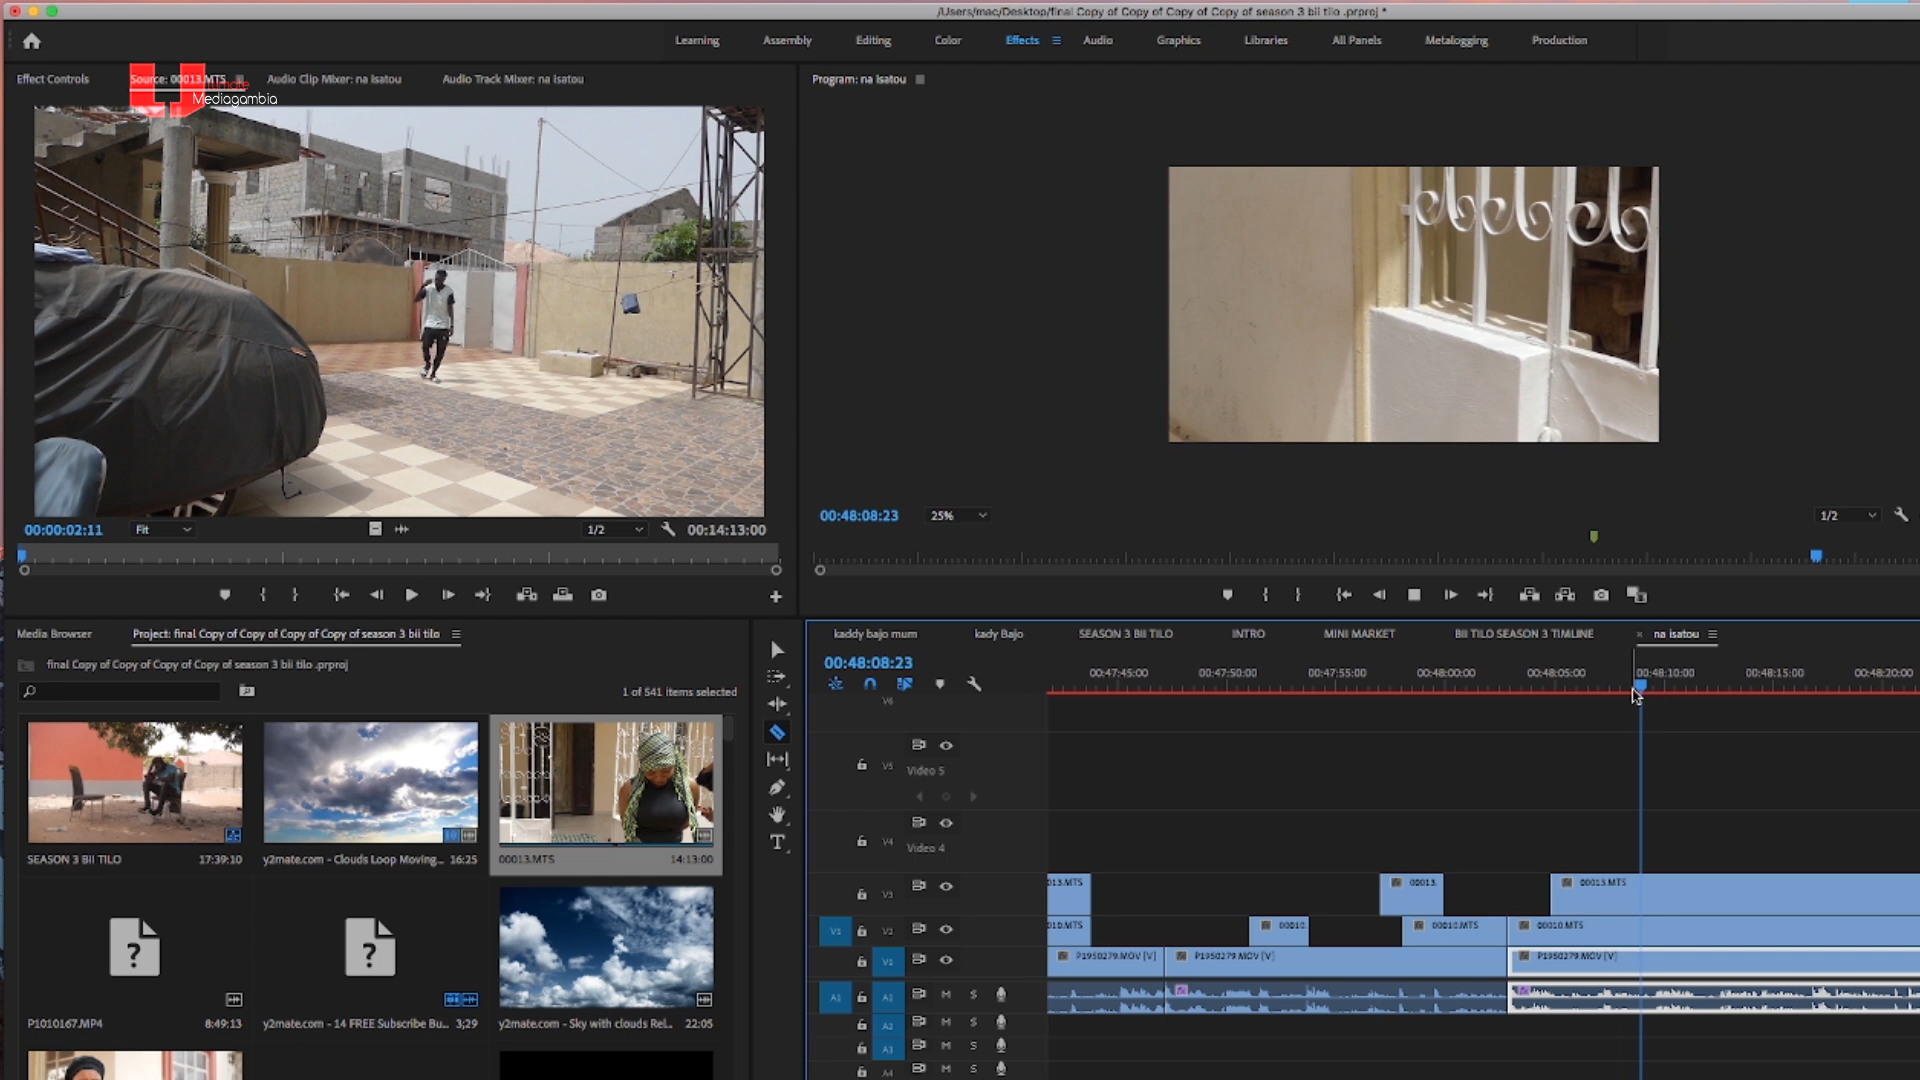 /Users/mac/Desktop/final Copy of Copy of Copy of Copy of season 3 bii tilo .prproj *
Learning Assembly Editing Color Effects Audio Graphics Libraries All Panels Metalogging Production
Effect Controls Source: 00013.MTS Audio Clip Mixer: na isatou Audio Track Mixer: na isatou Program: na isatou
Mediagambia
00:00:02:11 Fit 1/2 00:14:13:00
00:48:08:23 25% 1/2
Media Browser Project: final Copy of Copy of Copy of Copy of season 3 bii tilo
final Copy of Copy of Copy of Copy of season 3 bii tilo .prproj
1 of 541 items selected
SEASON 3 BII TILO 17:39:10
y2mate.com - Clouds Loop Moving... 16:25
00013.MTS 14:13:00
P1010167.MP4 8:49:13
y2mate.com - 14 FREE Subscribe Bu... 3;29
y2mate.com - Sky with clouds Rel... 22:05
kaddy bajo mum kady Bajo SEASON 3 BII TILO INTRO MINI MARKET BII TILO SEASON 3 TIMLINE × na isatou
00:48:08:23
00:47:45:00 00:47:50:00 00:47:55:00 00:48:00:00 00:48:05:00 00:48:10:00 00:48:15:00 00:48:20:00
V6
V5 Video 5
V4 Video 4
V3 013.MTS 00013. 00013.MTS
V1 V2 010.MTS 00010. 00010.MTS 00010.MTS
V1 P1950279.MOV [V] P1950279.MOV [V] P1950279.MOV [V]
A1 A1 M S
A2 M S
A3 M S
A4 M S